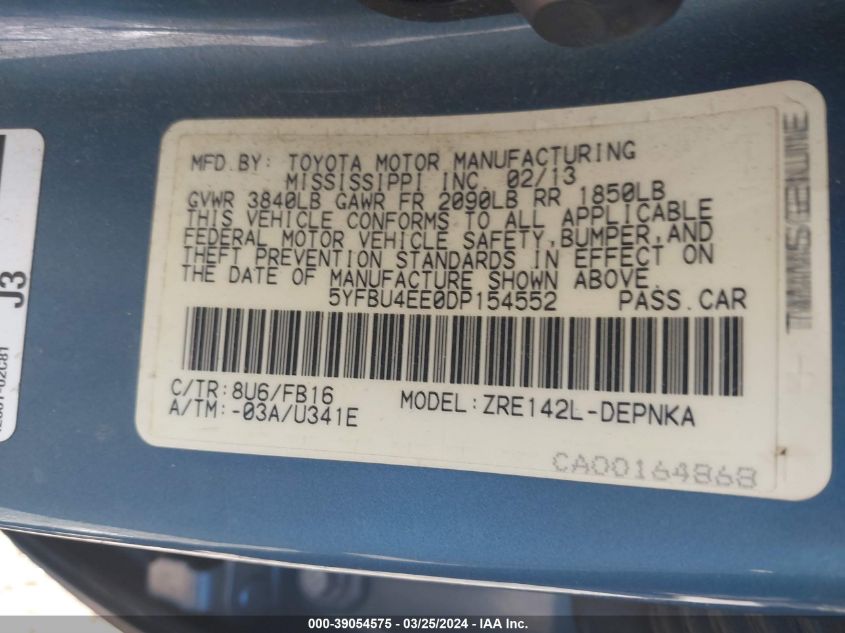 MFD.BY: TOYOTA MOTOR MANUFACTURING
MISSISSIPPI INC. 02/13
GVWR 3840LB GAWR FR 2090LB RR 1850LB
THIS VEHICLE CONFORMS TO ALL APPLICABLE
FEDERAL MOTOR VEHICLE SAFETY,BUMPER,AND
THEFT PREVENTION STANDARDS IN EFFECT ON
THE DATE OF MANUFACTURE SHOWN ABOVE.
5YFBU4EE0DP154552 PASS.CAR
C/TR:8U6/FB16
A/TM:-03A/U341E
MODEL:ZRE142L-DEPNKA
CA00164868
J3
000-39054575 - 03/25/2024 - IAA Inc.